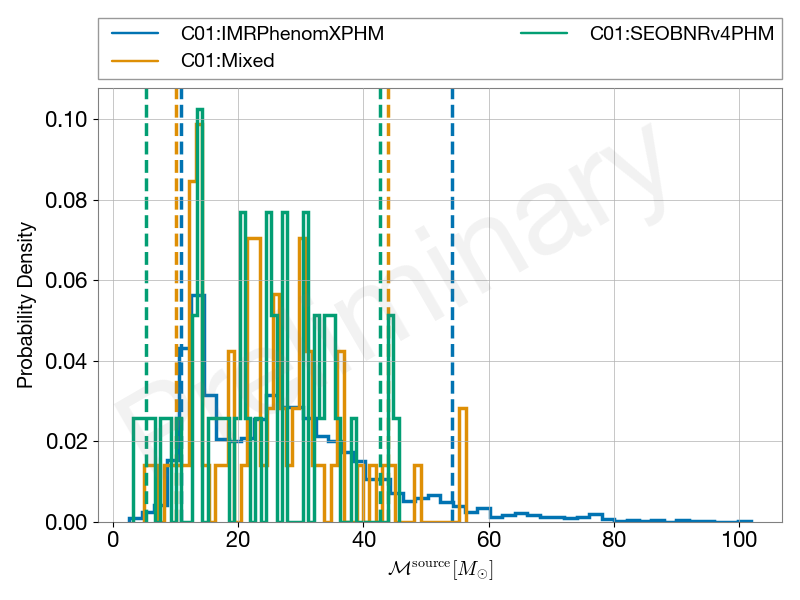 C01:IMRPhenomXPHM
C01:Mixed
C01:SEOBNRv4PHM
Preliminary
Probability Density
0.10
0.08
0.06
0.04
0.02
0.00
0 20 40 60 80 100
ℳ^source[M_⊙]